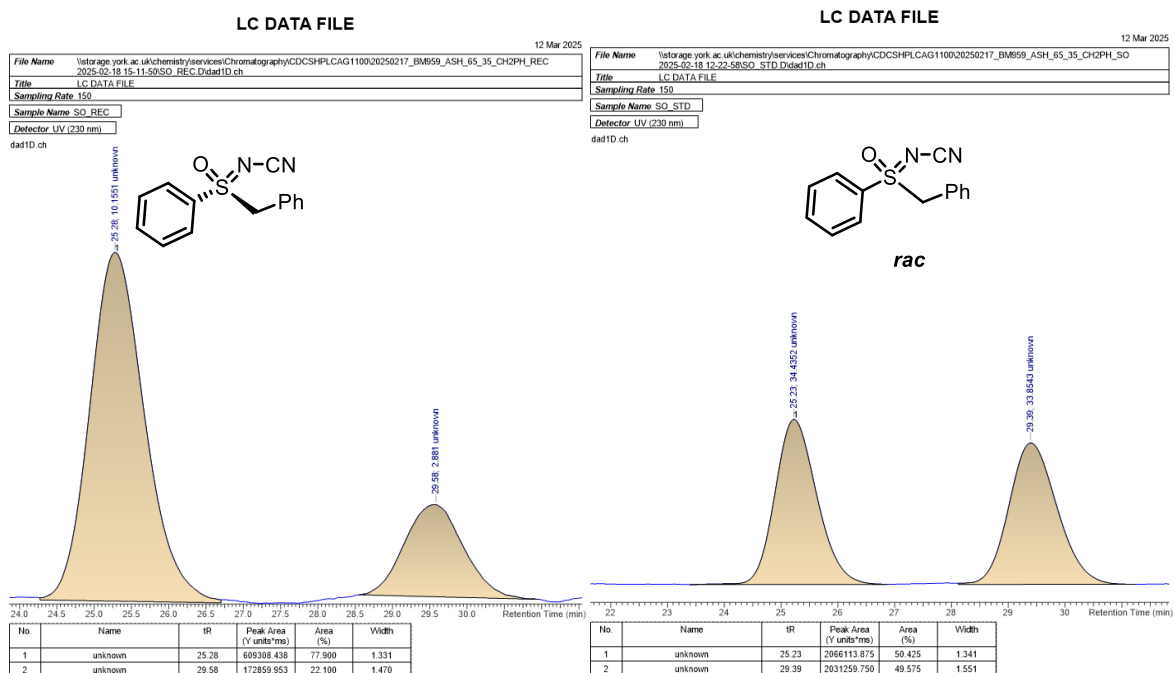 LC DATA FILE
12 Mar 2025
File Name \\storage.york.ac.uk\chemistry\services\Chromatography\CDCSHPLCAG1100\20250217_BM959_ASH_65_35_CH2PH_REC
2025-02-18 15-11-50\SO_REC.D\dad1D.ch
Title LC DATA FILE
Sampling Rate 150
Sample Name SO_REC
Detector UV (230 nm)
dad1D.ch
25.28; 10.1551 unknown
O
N—CN
S
Ph
29.58; 2.881 unknown
24.0 24.5 25.0 25.5 26.0 26.5 27.0 27.5 28.0 28.5 29.0 29.5 30.0 Retention Time (min)
No. Name tR Peak Area (Y units*ms) Area (%) Width
1 unknown 25.28 609308.438 77.900 1.331
2 unknown 29.58 172859.953 22.100 1.470
LC DATA FILE
12 Mar 2025
File Name \\storage.york.ac.uk\chemistry\services\Chromatography\CDCSHPLCAG1100\20250217_BM959_ASH_65_35_CH2PH_SO
2025-02-18 12-22-58\SO_STD.D\dad1D.ch
Title LC DATA FILE
Sampling Rate 150
Sample Name SO_STD
Detector UV (230 nm)
dad1D.ch
O
N—CN
S
Ph
rac
25.23; 34.4352 unknown
29.39; 33.8543 unknown
22 23 24 25 26 27 28 29 30 Retention Time (min)
No. Name tR Peak Area (Y units*ms) Area (%) Width
1 unknown 25.23 2066113.875 50.425 1.341
2 unknown 29.39 2031259.750 49.575 1.551